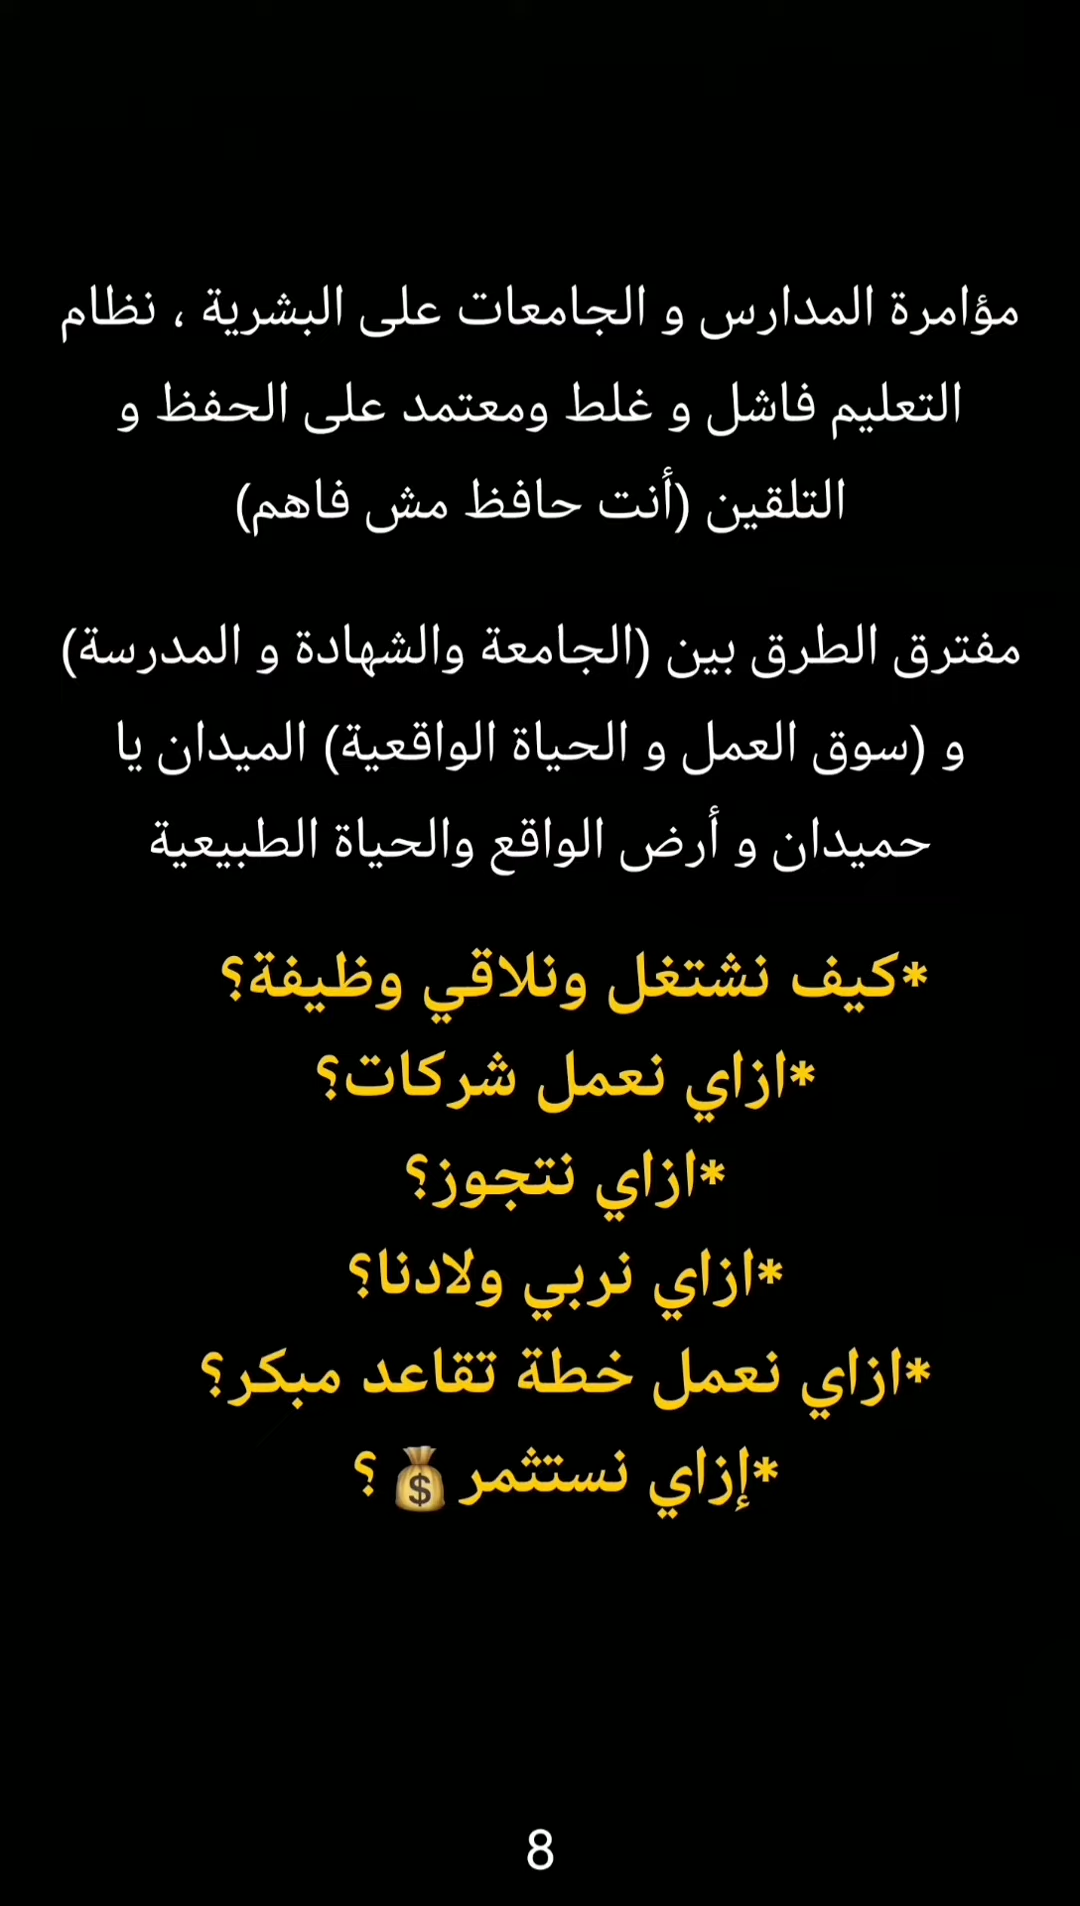 مؤامرة المدارس و الجامعات على البشرية ، نظام
التعليم فاشل و غلط ومعتمد على الحفظ و
التلقين (أنت حافظ مش فاهم)
مفترق الطرق بين (الجامعة والشهادة و المدرسة)
و (سوق العمل و الحياة الواقعية) الميدان يا
حميدان و أرض الواقع والحياة الطبيعية
*كيف نشتغل ونلاقي وظيفة؟
*ازاي نعمل شركات؟
*ازاي نتجوز؟
*ازاي نربي ولادنا؟
*ازاي نعمل خطة تقاعد مبكر؟
*إزاي نستثمر💰؟
8